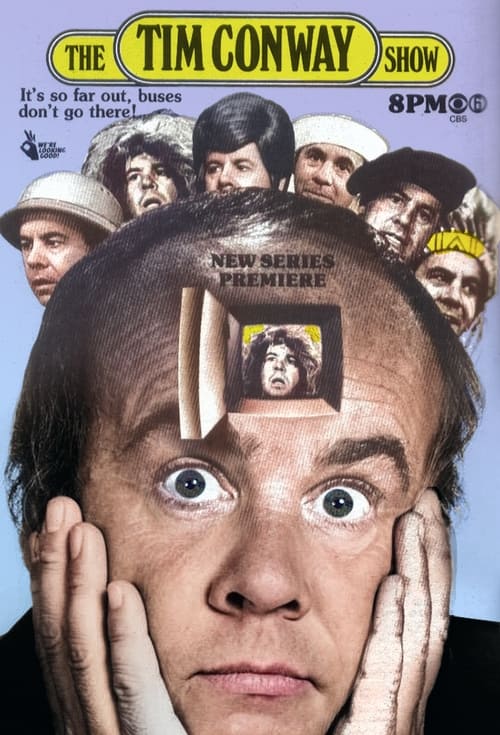 THE TIM CONWAY SHOW
It's so far out, buses
don't go there!
8PM 6
CBS
WE'RE
LOOKING
GOOD!
NEW SERIES
PREMIERE